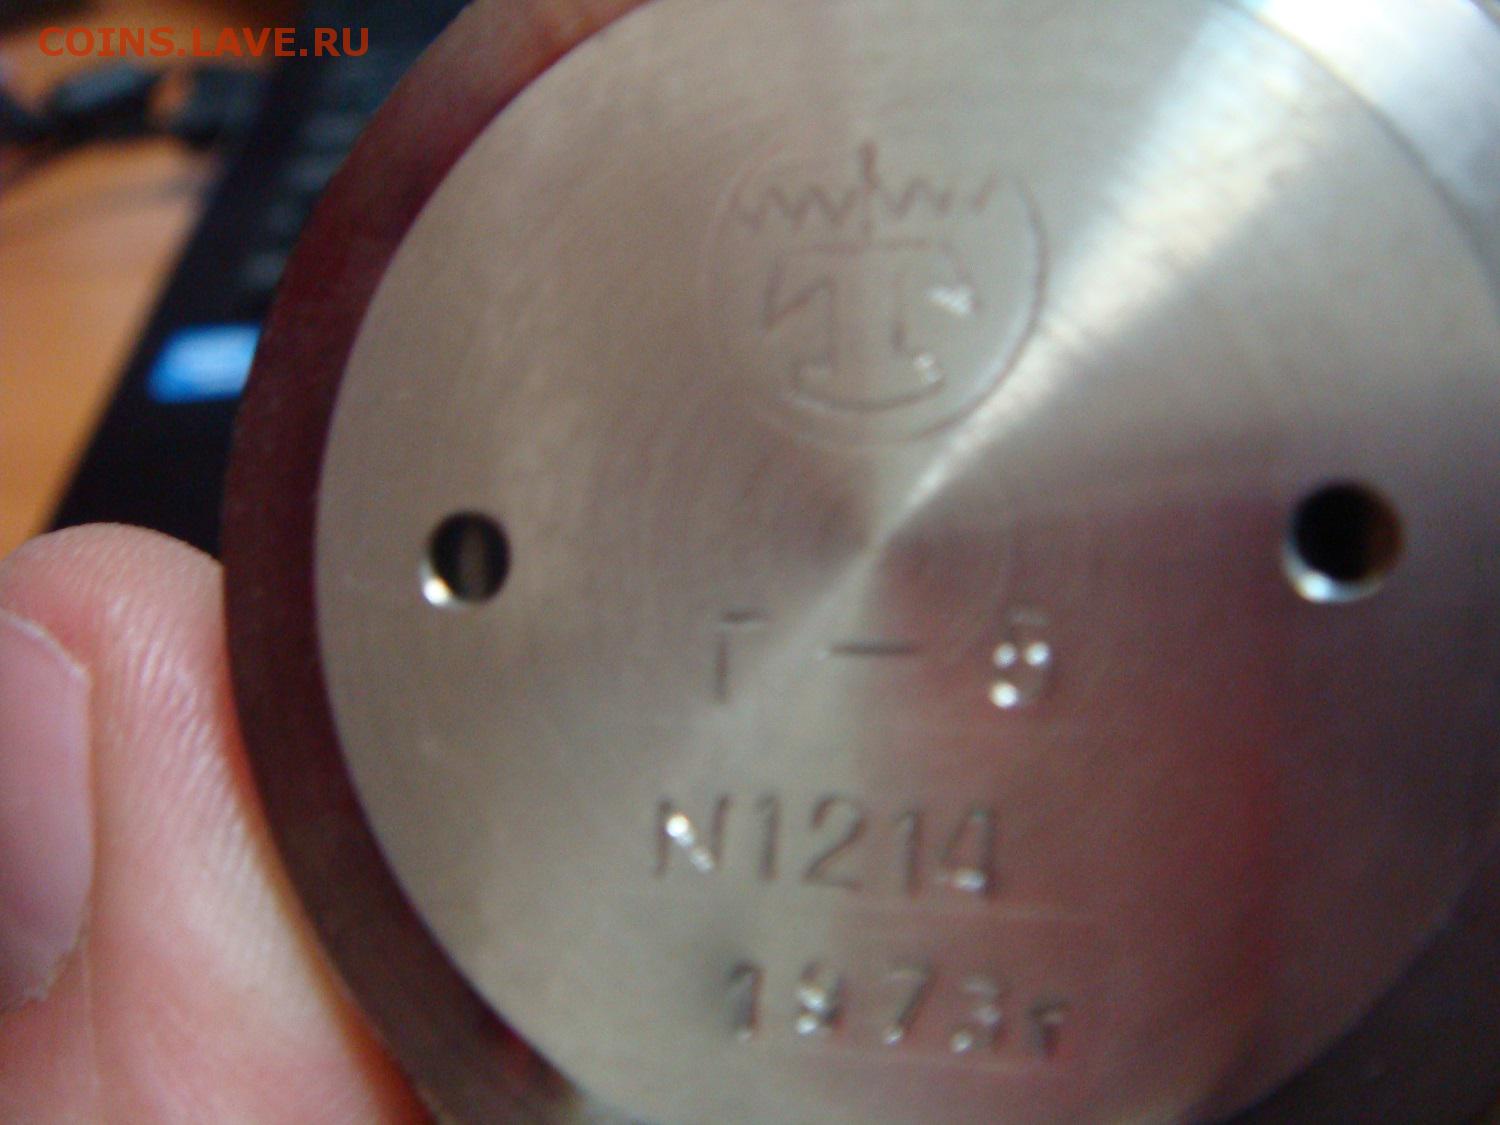 COINS.LAVE.RU
Г – 6
N1214
1973г